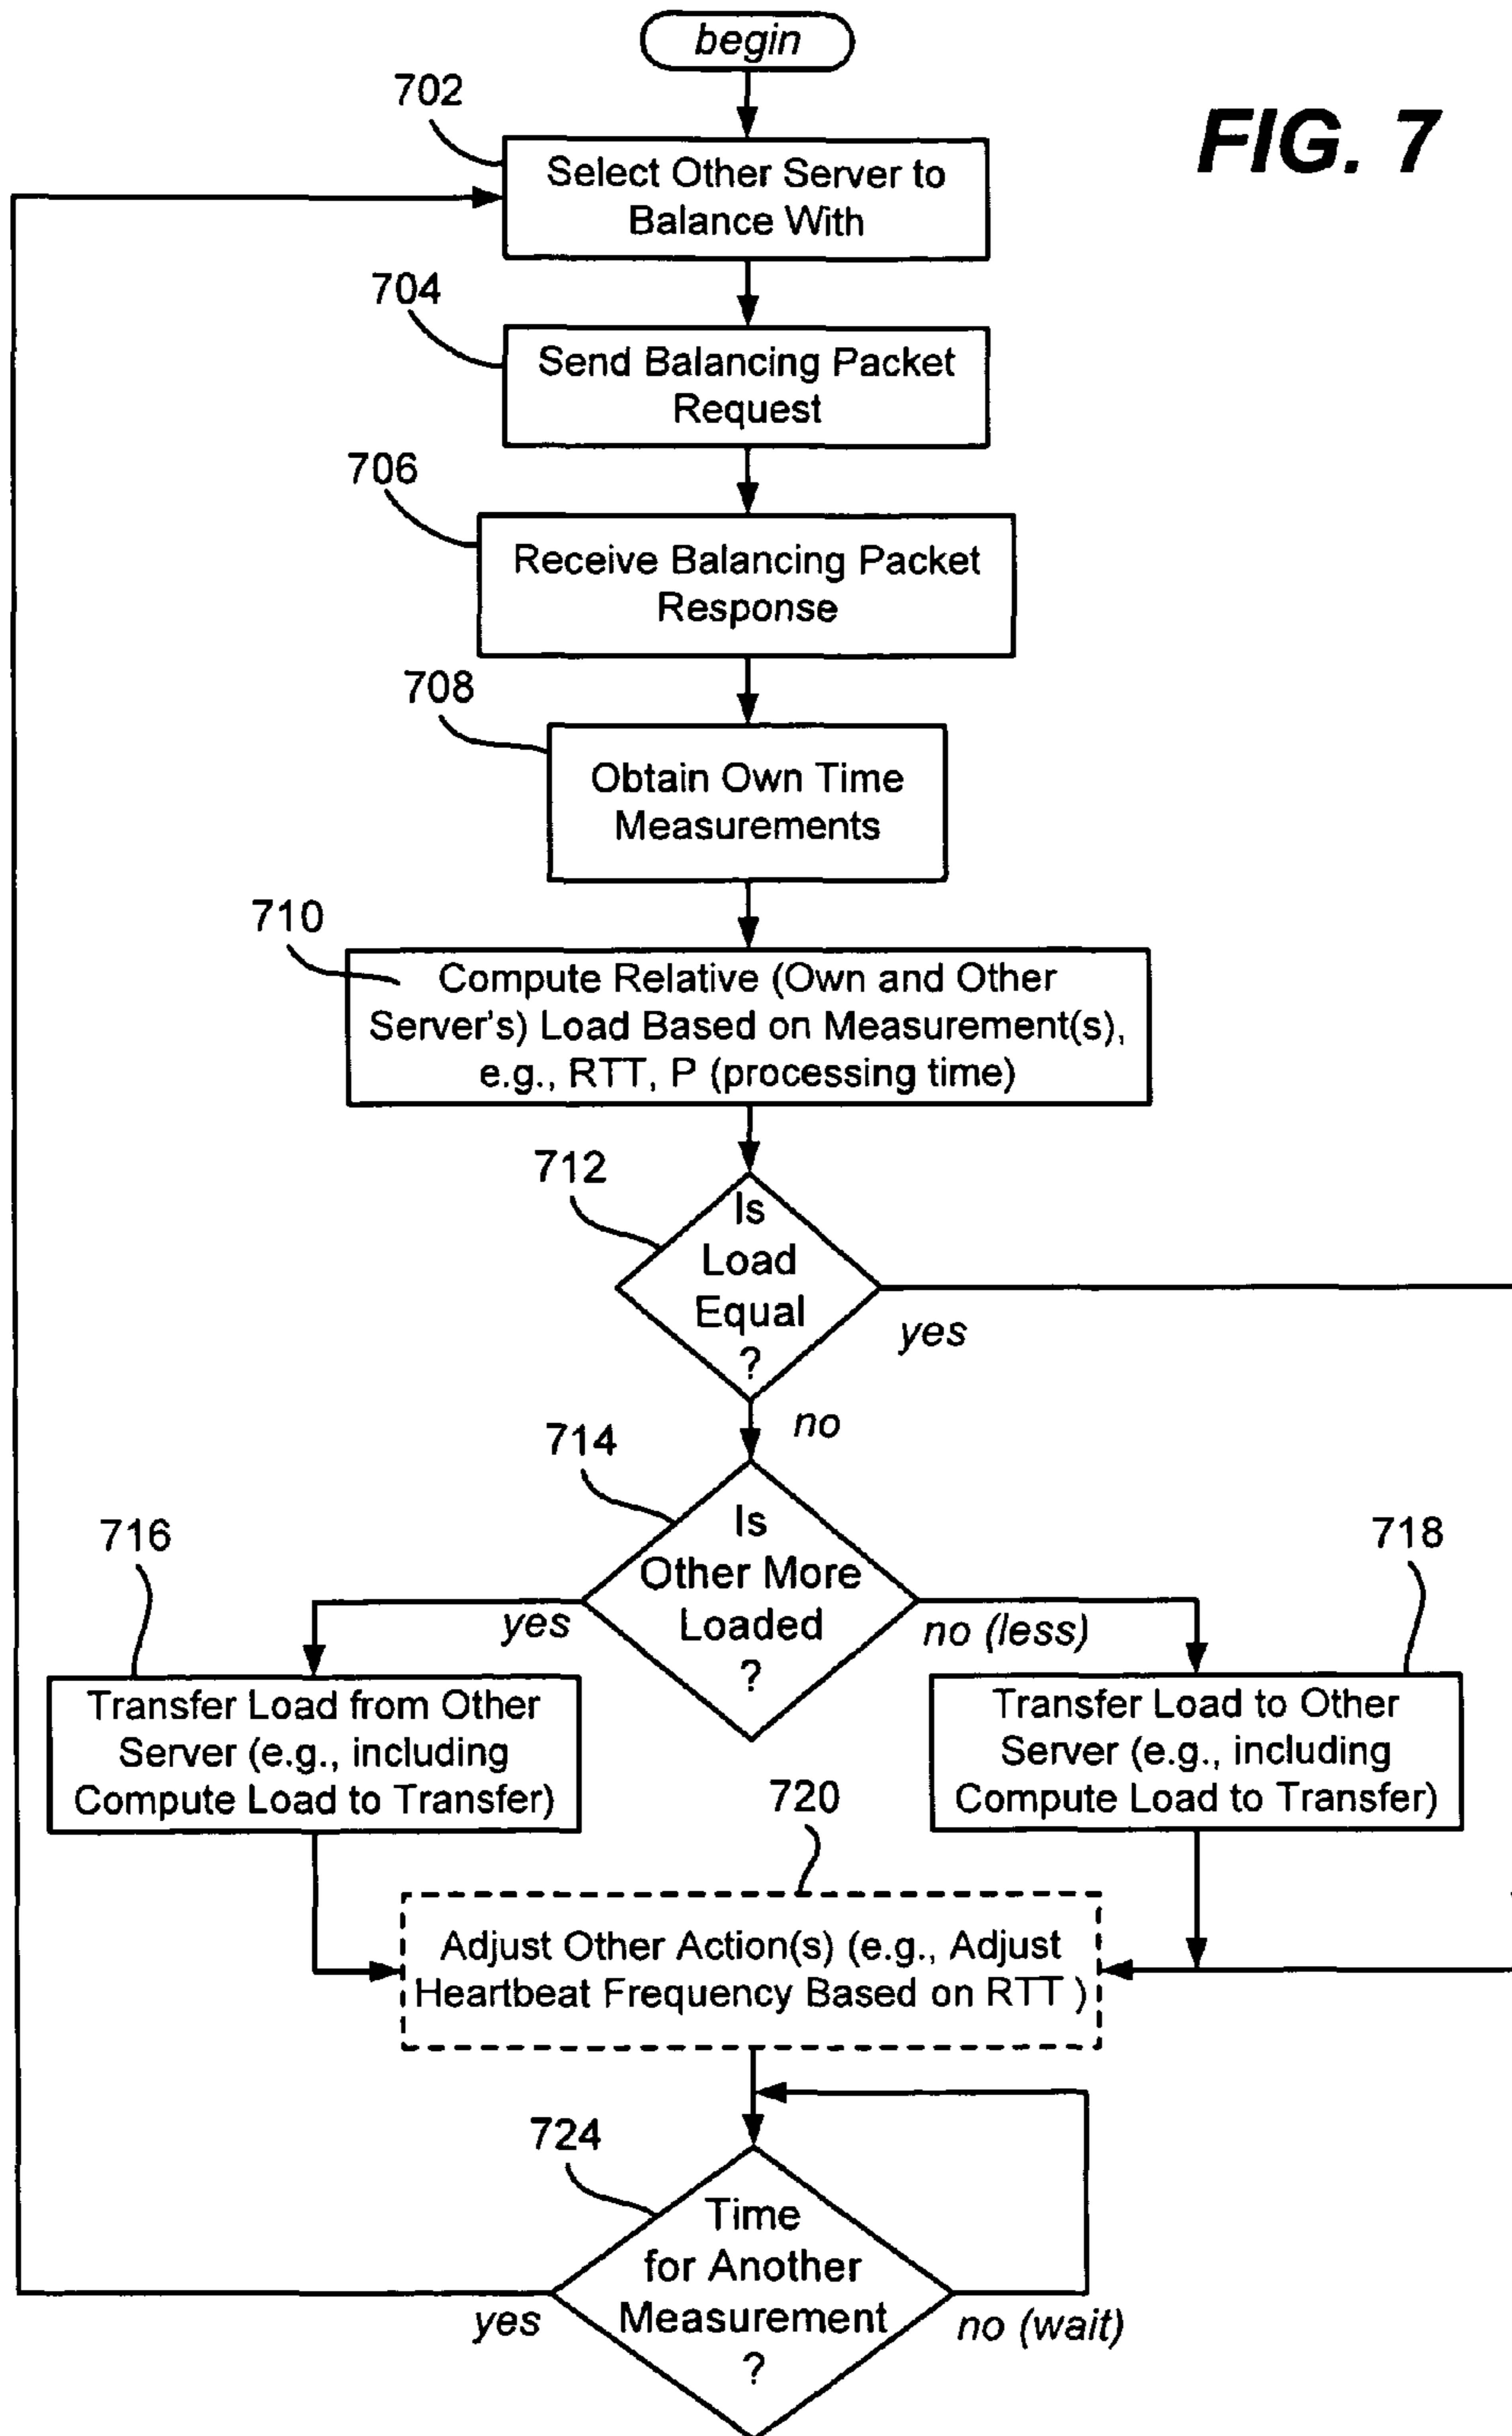 begin
FIG. 7
702
Select Other Server to
Balance With
704
Send Balancing Packet
Request
706
Receive Balancing Packet
Response
708
Obtain Own Time
Measurements
710
Compute Relative (Own and Other
Server's) Load Based on Measurement(s),
e.g., RTT, P (processing time)
712
Is
Load
Equal
?
yes
no
714
Is
Other More
Loaded
?
yes
no (less)
716
Transfer Load from Other
Server (e.g., including
Compute Load to Transfer)
718
Transfer Load to Other
Server (e.g., including
Compute Load to Transfer)
720
Adjust Other Action(s) (e.g., Adjust
Heartbeat Frequency Based on RTT )
724
Time
for Another
Measurement
?
yes
no (wait)